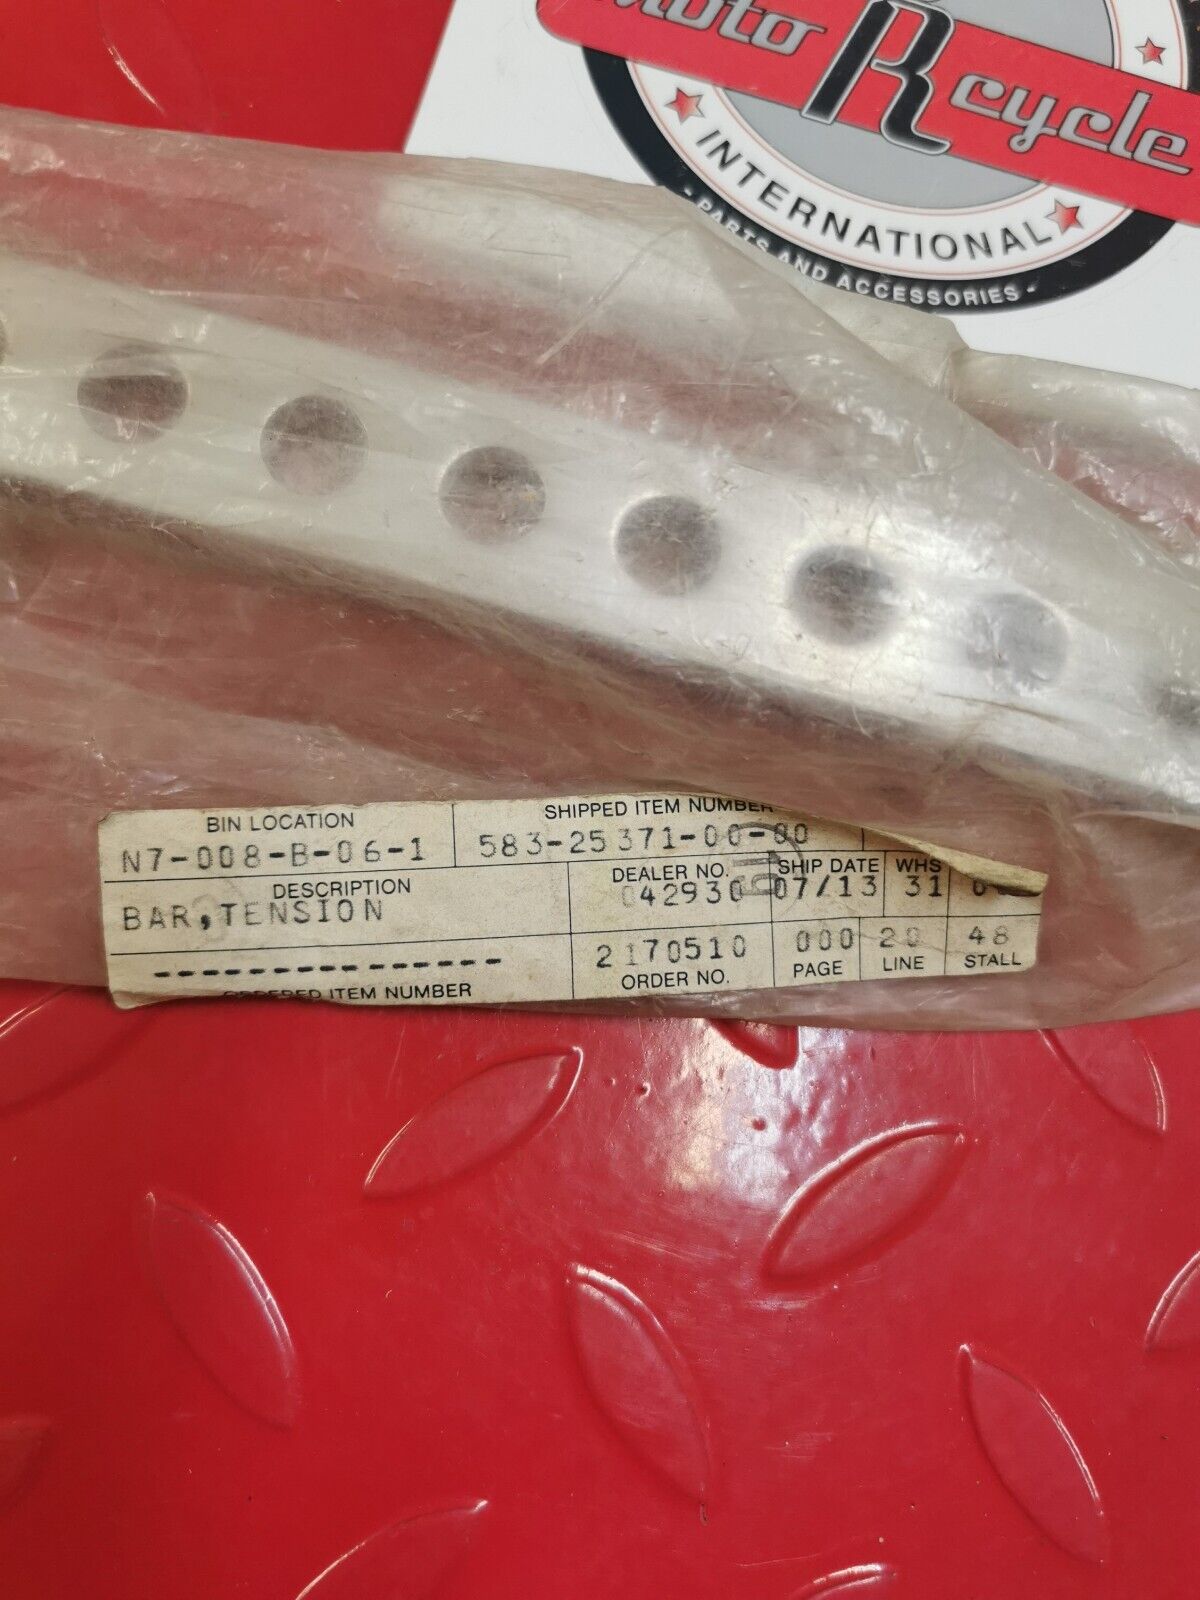 Moto R cycle
INTERNATIONAL
- PARTS AND ACCESSORIES -
BIN LOCATION
N7-008-B-06-1
SHIPPED ITEM NUMBER
583-25371-00-00
DESCRIPTION
BAR,TENSION
DEALER NO.
042930
SHIP DATE
07/13
WHS
31
---------------
ORDERED ITEM NUMBER
2170510
ORDER NO.
000
PAGE
20
LINE
48
STALL